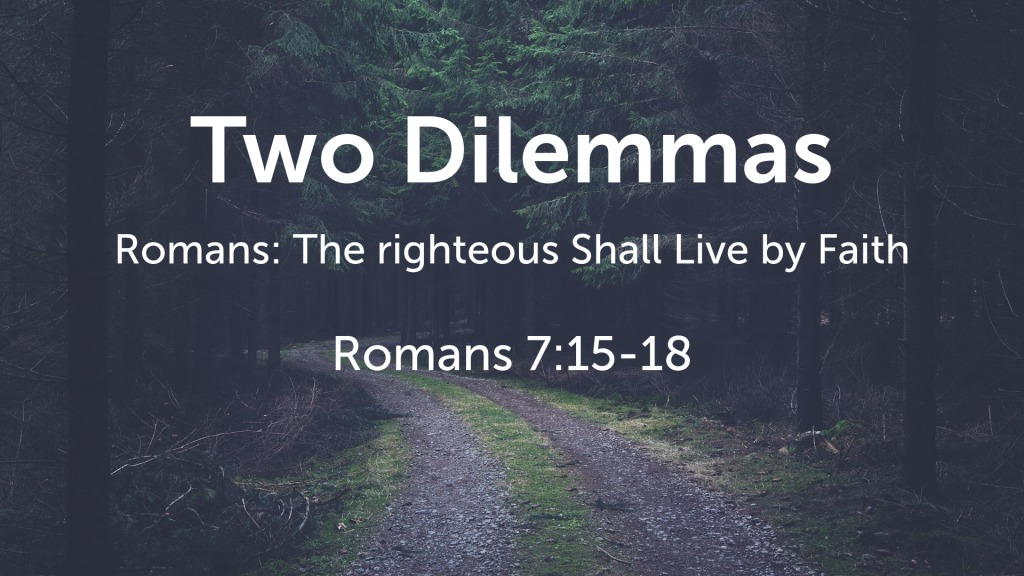 Two Dilemmas
Romans: The righteous Shall Live by Faith
Romans 7:15-18